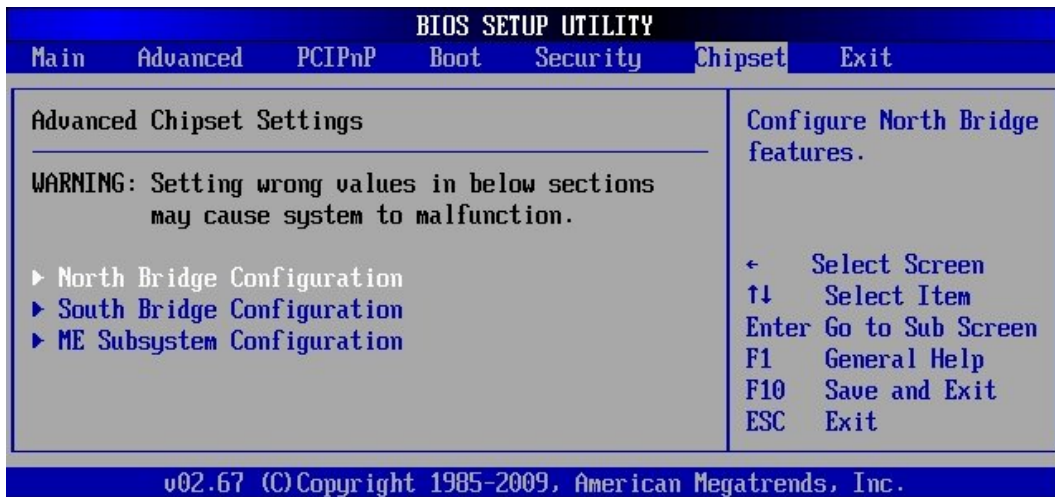 BIOS SETUP UTILITY
Main Advanced PCIPnP Boot Security Chipset Exit
Advanced Chipset Settings
WARNING: Setting wrong values in below sections
may cause system to malfunction.
▶ North Bridge Configuration
▶ South Bridge Configuration
▶ ME Subsystem Configuration
Configure North Bridge
features.
← Select Screen
↑↓ Select Item
Enter Go to Sub Screen
F1 General Help
F10 Save and Exit
ESC Exit
v02.67 (C)Copyright 1985-2009, American Megatrends, Inc.